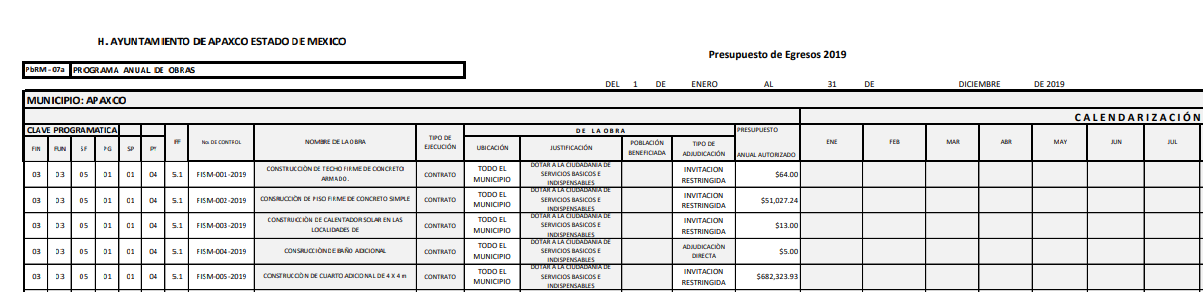 H. AYUNTAMIENTO DE APAXCO ESTADO DE MEXICO
Presupuesto de Egresos 2019
PbRM - 07a PROGRAMA ANUAL DE OBRAS
DEL 1 DE ENERO AL 31 DE DICIEMBRE DE 2019
MUNICIPIO: APAXCO
CALENDARIZACIÓN
CLAVE PROGRAMATICA
DE LA OBRA
FIN FUN SF PG SP PY FF No. DE CONTROL NOMBRE DE LA OBRA TIPO DE EJECUCIÓN UBICACIÓN JUSTIFICACIÓN POBLACIÓN BENEFICIADA TIPO DE ADJUDICACIÓN PRESUPUESTO ANUAL AUTORIZADO ENE FEB MAR ABR MAY JUN JUL
03 03 05 01 01 04 5.1 FISM-001-2019 CONSTRUCCIÓN DE TECHO FIRME DE CONCRETO ARMADO. CONTRATO TODO EL MUNICIPIO DOTAR A LA CIUDADANIA DE SERVICIOS BASICOS E INDISPENSABLES INVITACION RESTRINGIDA $64.00
03 03 05 01 01 04 5.1 FISM-002-2019 CONSRUCCIÓN DE PISO FIRME DE CONCRETO SIMPLE CONTRATO TODO EL MUNICIPIO DOTAR A LA CIUDADANIA DE SERVICIOS BASICOS E INDISPENSABLES INVITACION RESTRINGIDA $51,027.24
03 03 05 01 01 04 5.1 FISM-003-2019 CONSTRUCCIÓN DE CALENTADOR SOLAR EN LAS LOCALIDADES DE CONTRATO TODO EL MUNICIPIO DOTAR A LA CIUDADANIA DE SERVICIOS BASICOS E INDISPENSABLES INVITACION RESTRINGIDA $13.00
03 03 05 01 01 04 5.1 FISM-004-2019 CONSRUCCIÓN DE BAÑO ADICIONAL CONTRATO TODO EL MUNICIPIO DOTAR A LA CIUDADANIA DE SERVICIOS BASICOS E INDISPENSABLES ADJUDICACIÓN DIRECTA $5.00
03 03 05 01 01 04 5.1 FISM-005-2019 CONSTRUCCÓN DE CUARTO ADICIONAL DE 4 X 4 m CONTRATO TODO EL MUNICIPIO DOTAR A LA CIUDADANIA DE SERVICIOS BASICOS E INDISPENSABLES INVITACION RESTRINGIDA $682,323.93